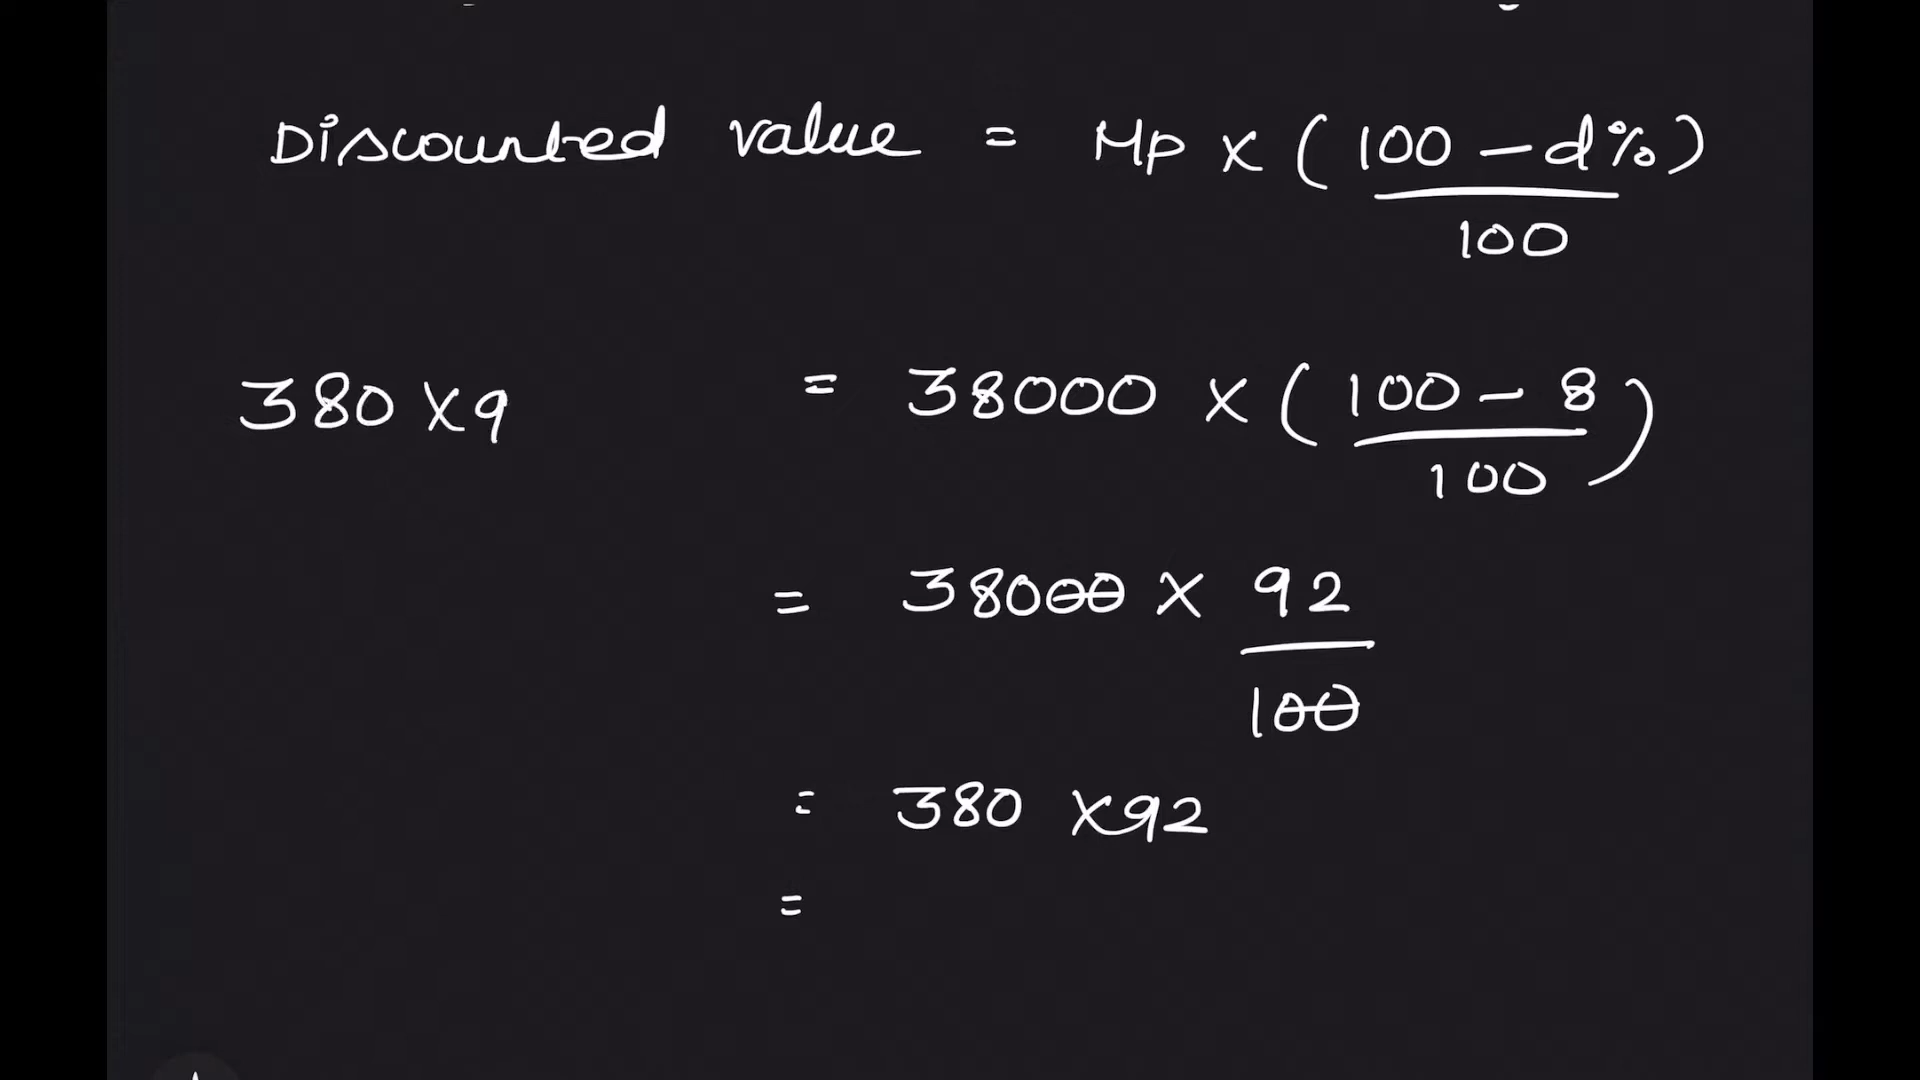 Discounted value = Mp x (100 - d%)
100
380 x 9 = 38000 x (100 - 8)
100
= 38000 x 92
100
= 380 x 92
=